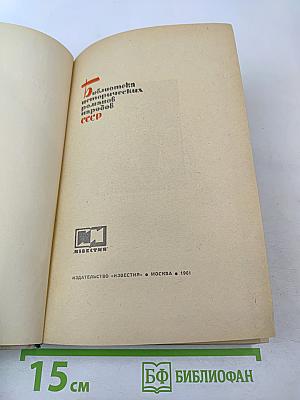 Библиотека
исторических
романов
народов
СССР
ИЗВЕСТИЯ
ИЗДАТЕЛЬСТВО «ИЗВЕСТИЯ» ● МОСКВА ● 1961
15 см
БФ БИБЛИОФАН